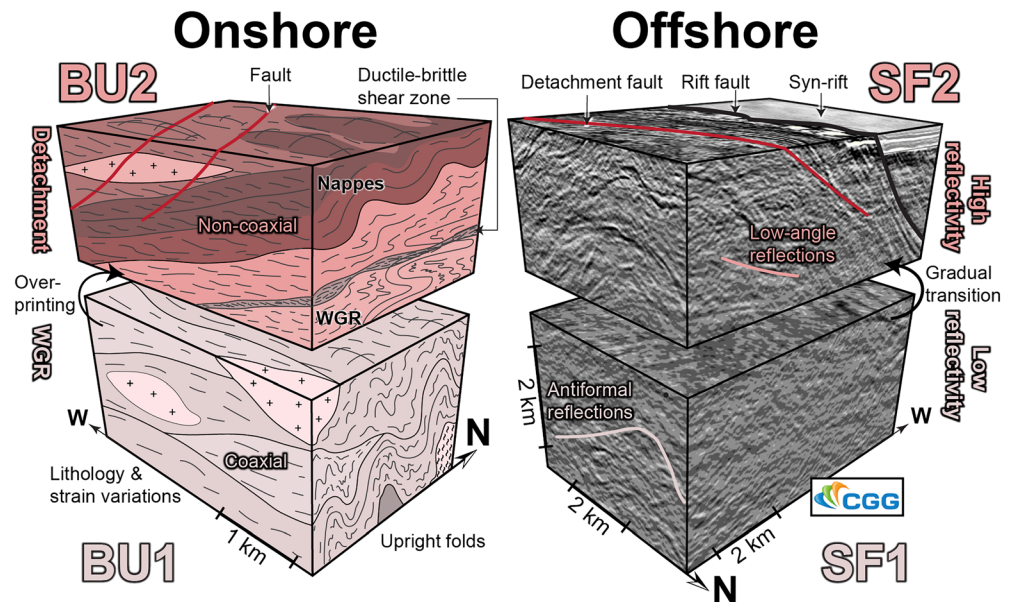 Onshore
Offshore
BU2
Fault
Ductile-brittle
shear zone
Detachment fault
Rift fault
Syn-rift
SF2
Detachment
Nappes
Non-coaxial
High
reflectivity
Low-angle
reflections
Over-
printing
WGR
Gradual
transition
WGR
Low
reflectivity
2 km
Antiformal
reflections
W
N
W
Coaxial
Lithology &
strain variations
CGG
1 km
Upright folds
2 km
2 km
BU1
SF1
N